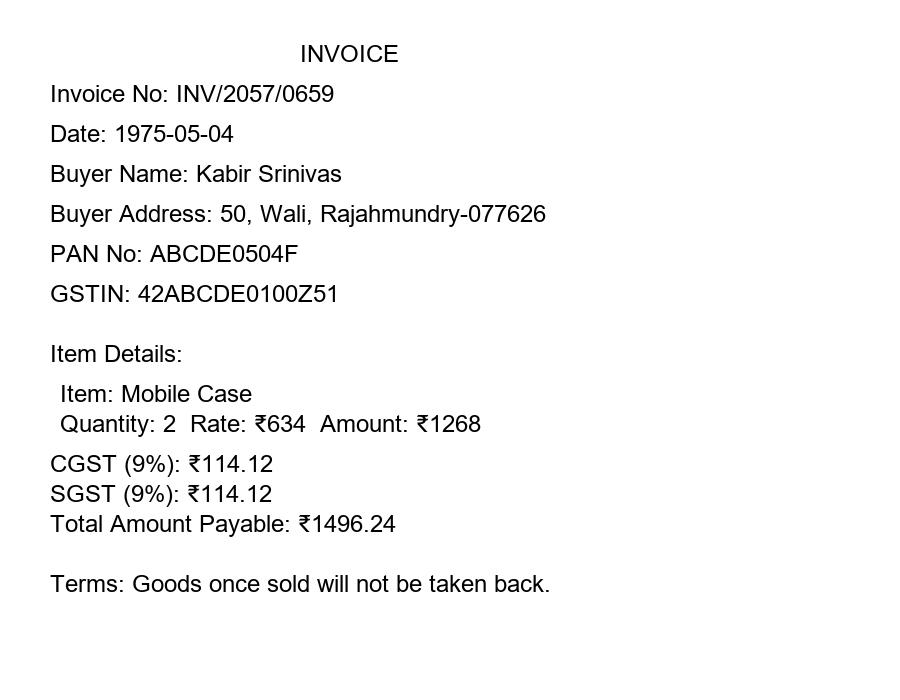 INVOICE
Invoice No: INV/2057/0659
Date: 1975-05-04
Buyer Name: Kabir Srinivas
Buyer Address: 50, Wali, Rajahmundry-077626
PAN No: ABCDE0504F
GSTIN: 42ABCDE0100Z51
Item Details:
Item: Mobile Case
Quantity: 2  Rate: ₹634  Amount: ₹1268
CGST (9%): ₹114.12
SGST (9%): ₹114.12
Total Amount Payable: ₹1496.24
Terms: Goods once sold will not be taken back.